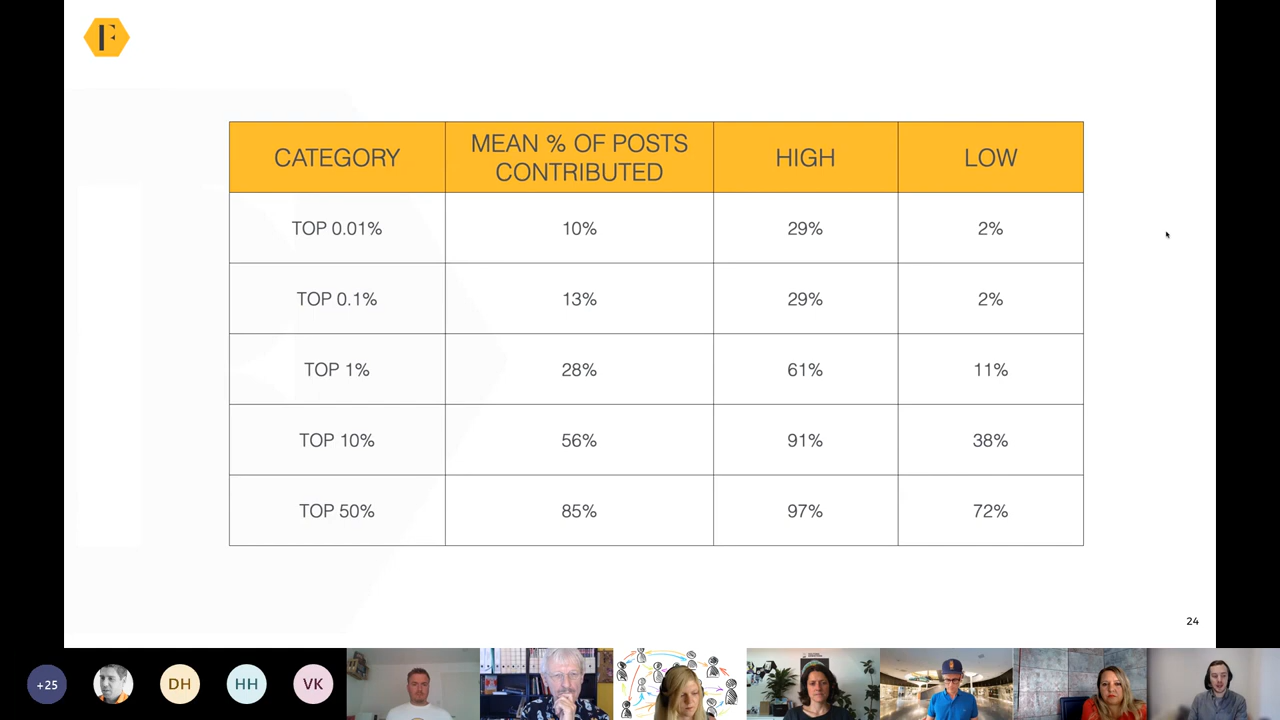 F
CATEGORY
MEAN % OF POSTS
CONTRIBUTED
HIGH
LOW
TOP 0.01%
10%
29%
2%
TOP 0.1%
13%
29%
2%
TOP 1%
28%
61%
11%
TOP 10%
56%
91%
38%
TOP 50%
85%
97%
72%
24
+25
DH
HH
VK